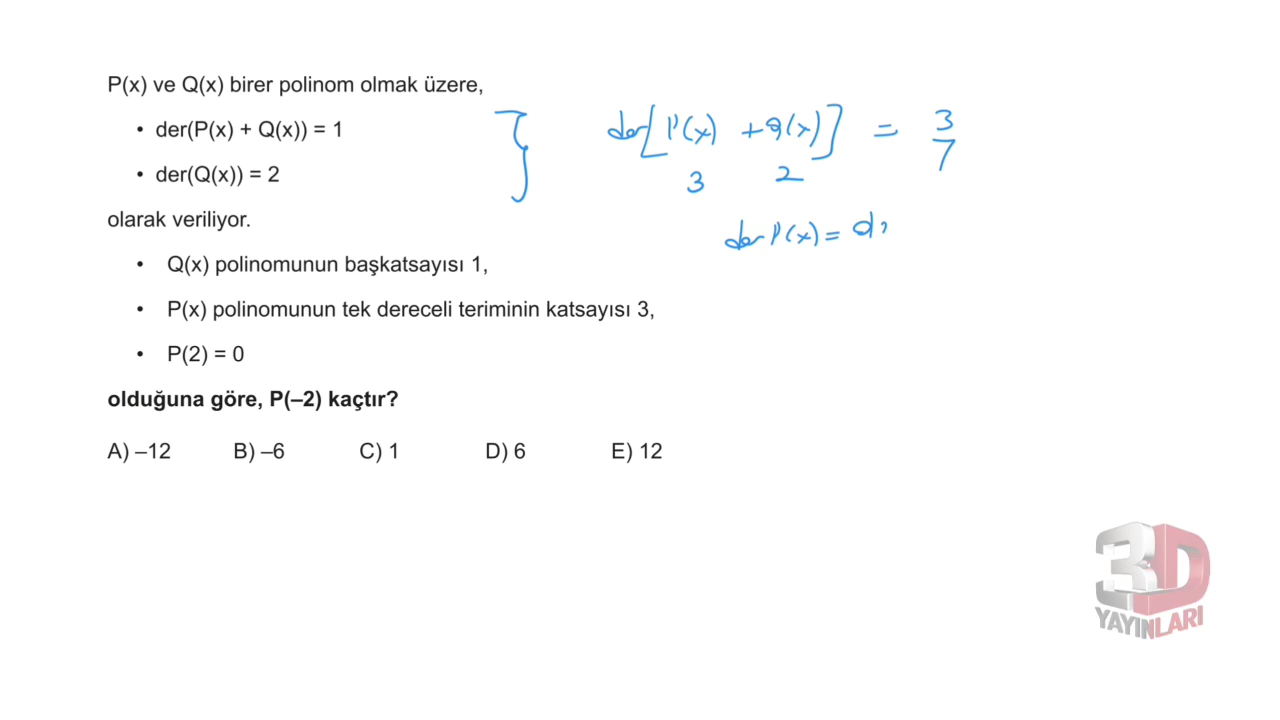 P(x) ve Q(x) birer polinom olmak üzere,
• der(P(x) + Q(x)) = 1
• der(Q(x)) = 2
olarak veriliyor.
• Q(x) polinomunun başkatsayısı 1,
• P(x) polinomunun tek dereceli teriminin katsayısı 3,
• P(2) = 0
olduğuna göre, P(–2) kaçtır?
A) –12 B) –6 C) 1 D) 6 E) 12
der[P(x) + Q(x)] = 3
7
3 2
der P(x) =
3D
YAYINLARI